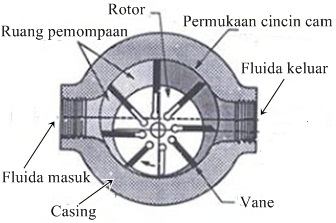 Rotor
Ruang pemompaan
Permukaan cincin cam
Fluida keluar
Fluida masuk
Casing
Vane